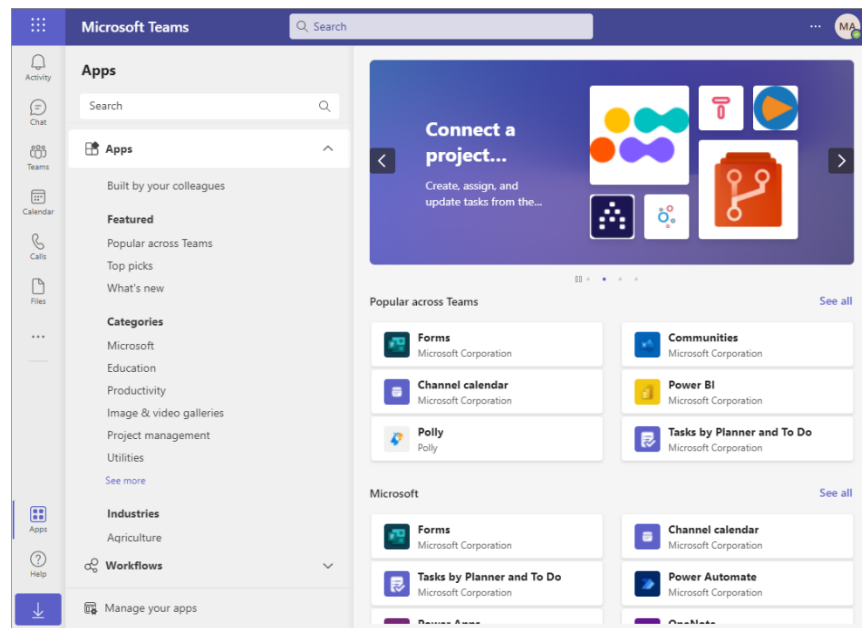 Microsoft Teams
Search
MA
Activity
Chat
Teams
Calendar
Calls
Files
Apps
Help
Apps
Search
Apps
Built by your colleagues
Featured
Popular across Teams
Top picks
What's new
Categories
Microsoft
Education
Productivity
Image & video galleries
Project management
Utilities
See more
Industries
Agriculture
Workflows
Manage your apps
Connect a
project...
Create, assign, and
update tasks from the...
Popular across Teams
See all
Forms
Microsoft Corporation
Communities
Microsoft Corporation
Channel calendar
Microsoft Corporation
Power BI
Microsoft Corporation
Polly
Polly
Tasks by Planner and To Do
Microsoft Corporation
Microsoft
See all
Forms
Microsoft Corporation
Channel calendar
Microsoft Corporation
Tasks by Planner and To Do
Microsoft Corporation
Power Automate
Microsoft Corporation
Power Apps
OneNote